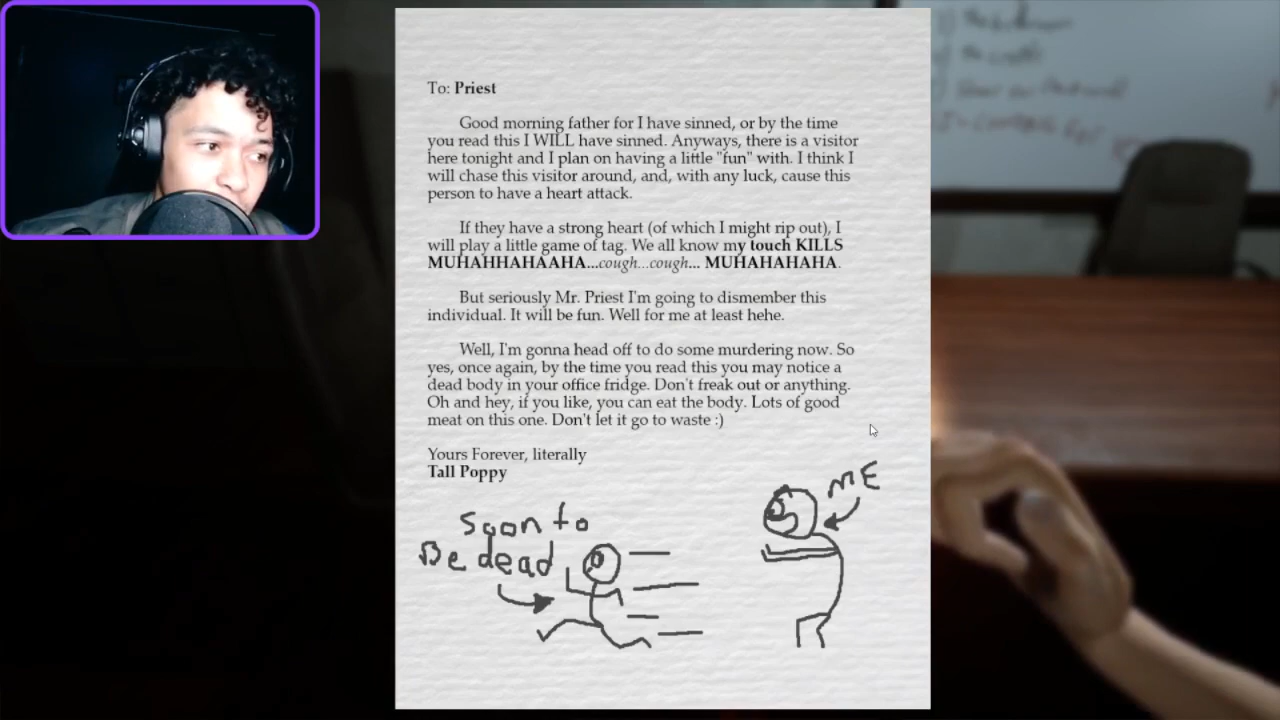 To: Priest
Good morning father for I have sinned, or by the time
you read this I WILL have sinned. Anyways, there is a visitor
here tonight and I plan on having a little "fun" with. I think I
will chase this visitor around, and, with any luck, cause this
person to have a heart attack.
If they have a strong heart (of which I might rip out), I
will play a little game of tag. We all know my touch KILLS
MUHAHHAHAAHA...cough...cough... MUHAHAHAHA.
But seriously Mr. Priest I'm going to dismember this
individual. It will be fun. Well for me at least hehe.
Well, I'm gonna head off to do some murdering now. So
yes, once again, by the time you read this you may notice a
dead body in your office fridge. Don't freak out or anything.
Oh and hey, if you like, you can eat the body. Lots of good
meat on this one. Don't let it go to waste :)
Yours Forever, literally
Tall Poppy
ME
Soon to
Be dead